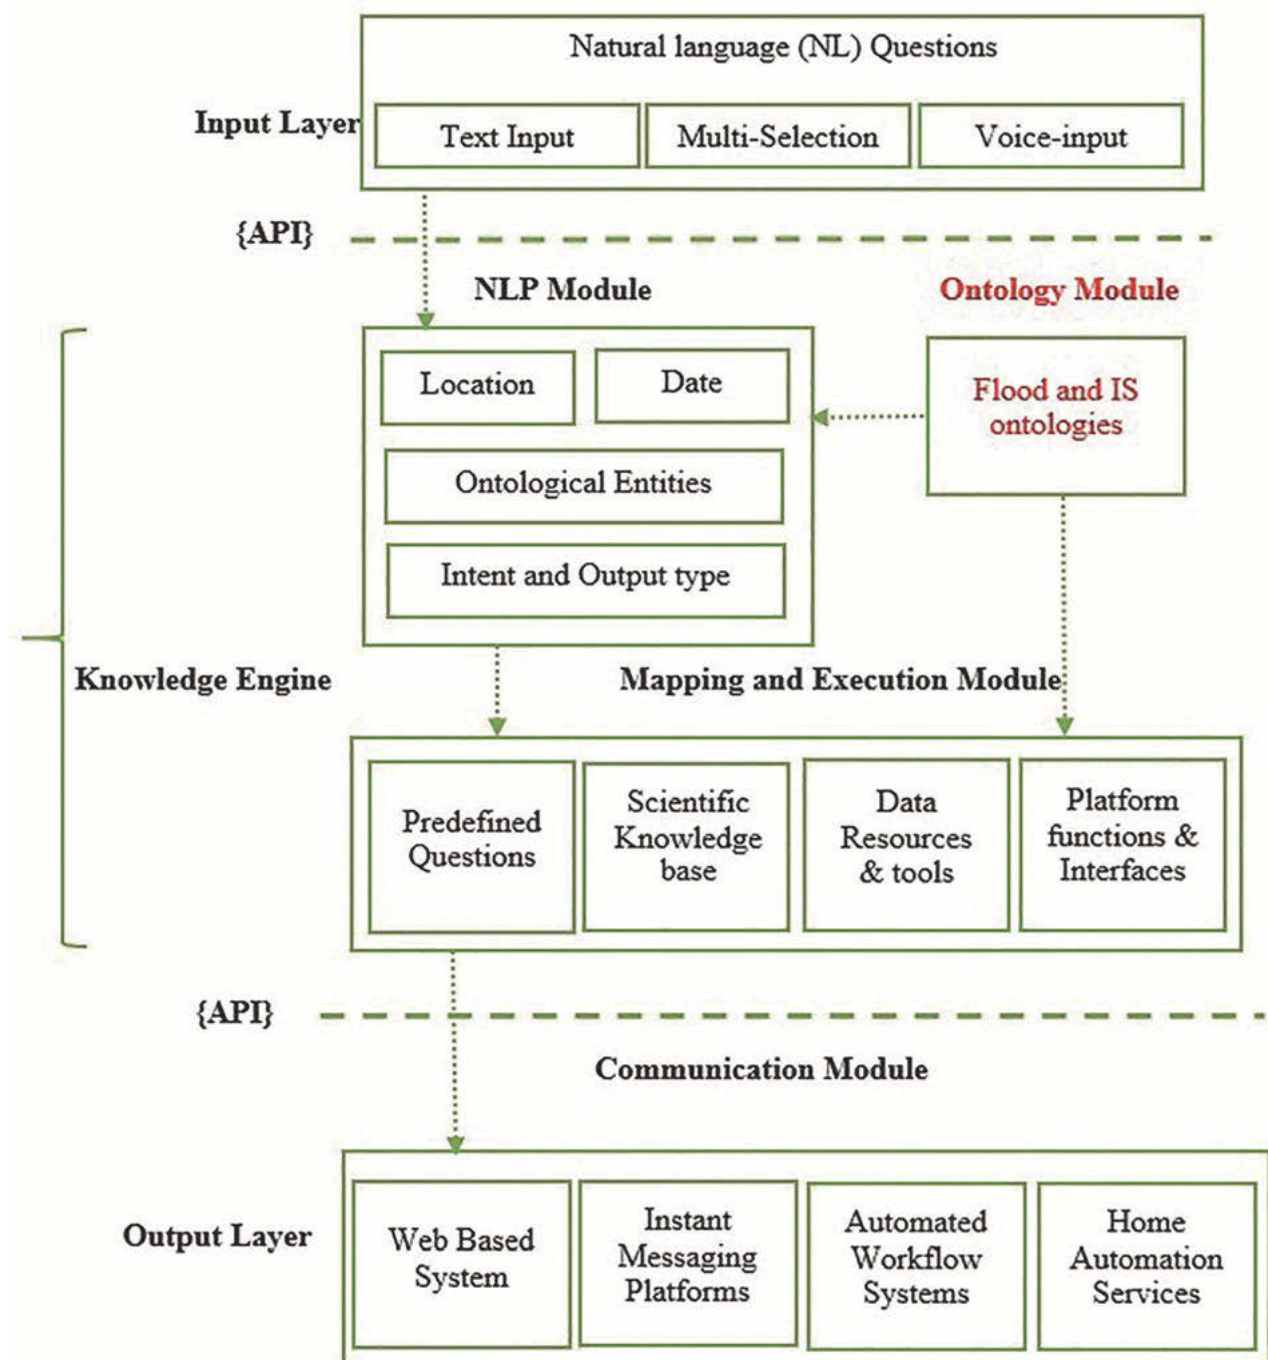 Natural language (NL) Questions
Input Layer
Text Input
Multi-Selection
Voice-input
{API}
NLP Module
Ontology Module
Location
Date
Flood and IS
ontologies
Ontological Entities
Intent and Output type
Knowledge Engine
Mapping and Execution Module
Predefined
Questions
Scientific
Knowledge
base
Data
Resources
& tools
Platform
functions &
Interfaces
{API}
Communication Module
Output Layer
Web Based
System
Instant
Messaging
Platforms
Automated
Workflow
Systems
Home
Automation
Services